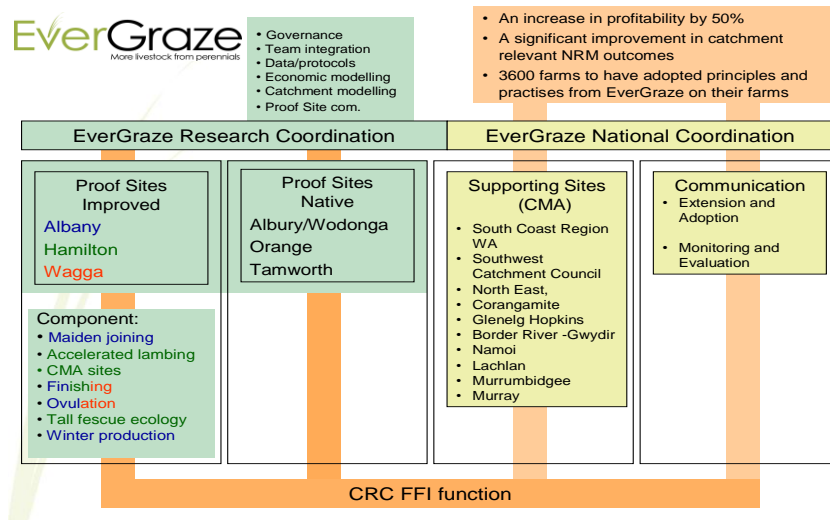 EverGraze
More livestock from perennials
• Governance
• Team integration
• Data/protocols
• Economic modelling
• Catchment modelling
• Proof Site com.
• An increase in profitability by 50%
• A significant improvement in catchment
relevant NRM outcomes
• 3600 farms to have adopted principles and
practises from EverGraze on their farms
EverGraze Research Coordination
EverGraze National Coordination
Proof Sites
Improved
Albany
Hamilton
Wagga
Component:
• Maiden joining
• Accelerated lambing
• CMA sites
• Finishing
• Ovulation
• Tall fescue ecology
• Winter production
Proof Sites
Native
Albury/Wodonga
Orange
Tamworth
Supporting Sites
(CMA)
• South Coast Region
WA
• Southwest
Catchment Council
• North East,
• Corangamite
• Glenelg Hopkins
• Border River -Gwydir
• Namoi
• Lachlan
• Murrumbidgee
• Murray
Communication
• Extension and
Adoption
• Monitoring and
Evaluation
CRC FFI function